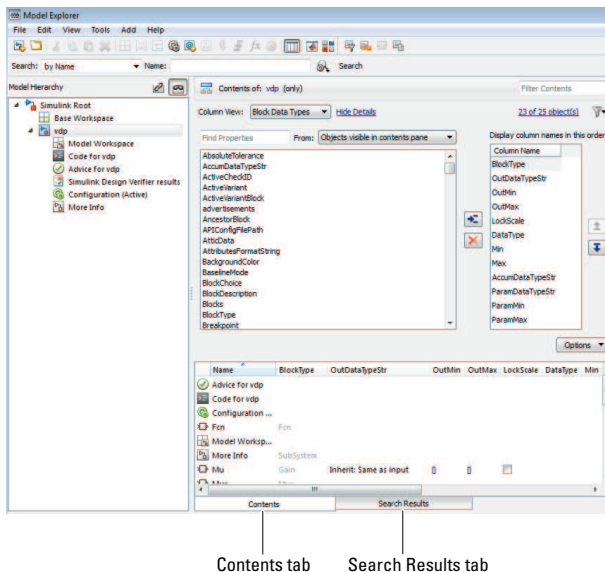 Model Explorer
File Edit View Tools Add Help
Search: by Name Name: Search
Model Hierarchy
Simulink Root
Base Workspace
vdp
Model Workspace
Code for vdp
Advice for vdp
Simulink Design Verifier results
Configuration (Active)
More Info
Contents of: vdp (only)
Filter Contents
Column View: Block Data Types Hide Details 23 of 25 object(s)
Find Properties From: Objects visible in contents pane
AbsoluteTolerance
AccumDataTypeStr
ActiveCheckID
ActiveVariant
ActiveVariantBlock
advertisements
AncestorBlock
APIConfigFilePath
AtticData
AttributesFormatString
BackgroundColor
BaselineMode
BlockChoice
BlockDescription
Blocks
BlockType
Breakpoint
Display column names in this order
Column Name
BlockType
OutDataTypeStr
OutMin
OutMax
LockScale
DataType
Min
Max
AccumDataTypeStr
ParamDataTypeStr
ParamMin
ParamMax
Options
Name BlockType OutDataTypeStr OutMin OutMax LockScale DataType Min
Advice for vdp
Code for vdp
Configuration ...
Fcn Fcn
Model Worksp...
More Info SubSystem
Mu Gain Inherit: Same as input [] []
Contents Search Results
Contents tab Search Results tab